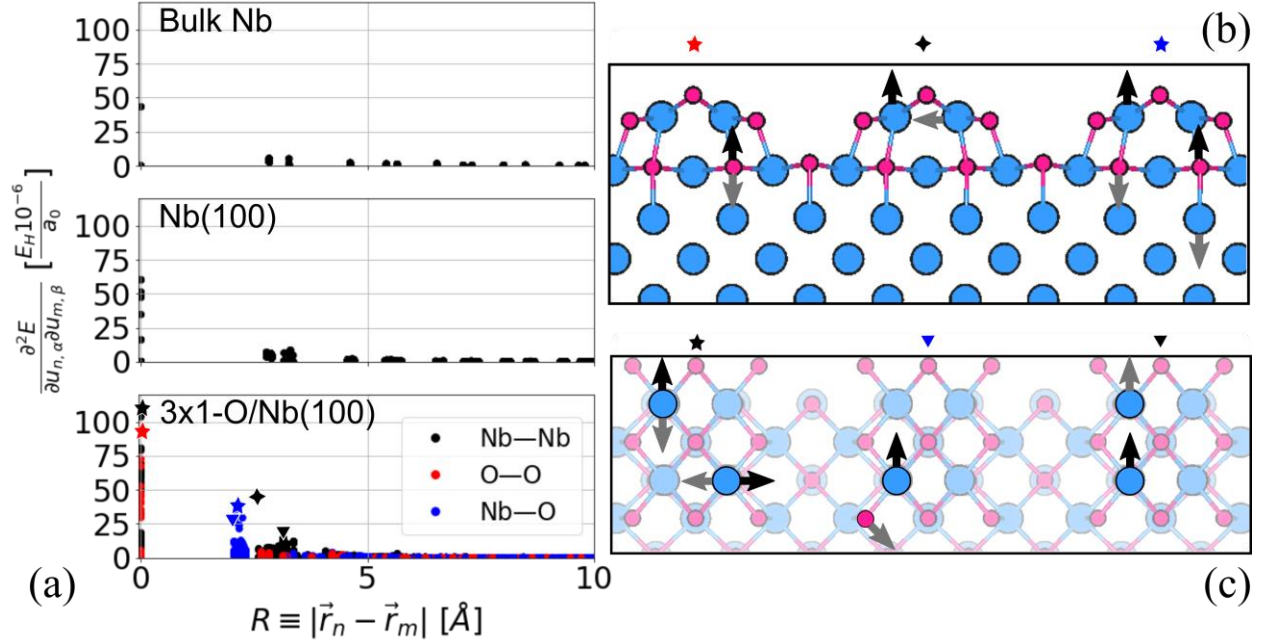 Bulk Nb
100
75
50
25
0
Nb(100)
100
75
50
25
0
3x1-O/Nb(100)
100
75
50
25
0
Nb—Nb
O—O
Nb—O
0 5 10
R ≡ |r⃗ₙ − r⃗ₘ| [Å]
∂²E / ∂uₙ,α∂uₘ,β [E_H10⁻⁶ / a₀]
(a)
(b)
(c)